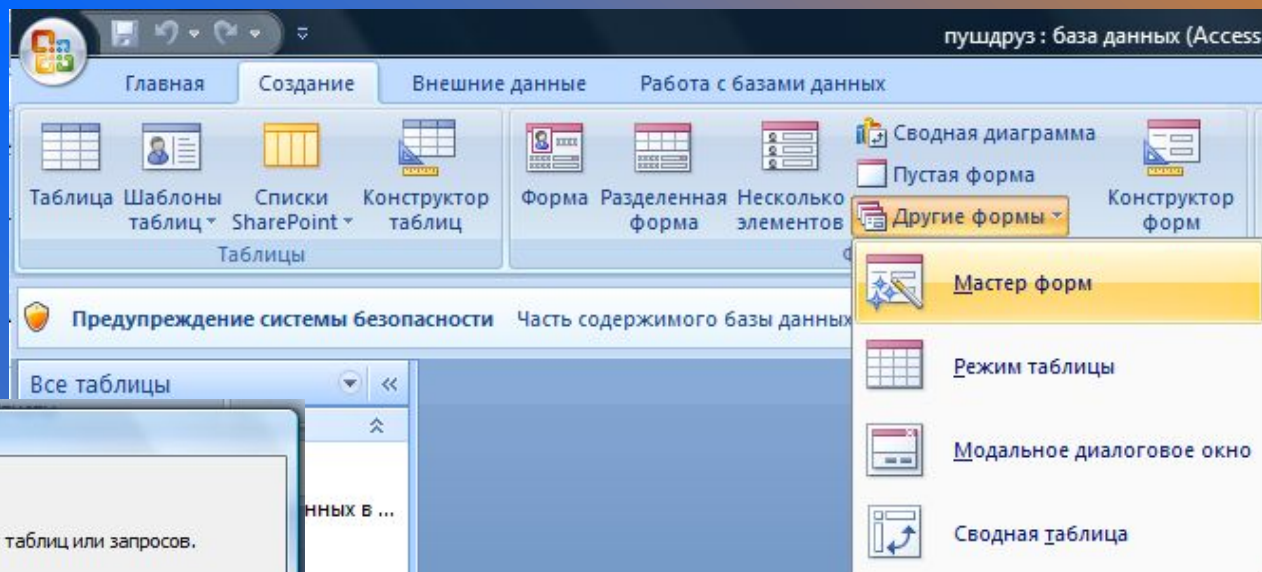 пушдруз : база данных (Access
Главная Создание Внешние данные Работа с базами данных
Таблица Шаблоны таблиц Списки SharePoint Конструктор таблиц
Форма Разделенная форма Несколько элементов
Сводная диаграмма
Пустая форма
Другие формы
Конструктор форм
Таблицы
Мастер форм
Режим таблицы
Модальное диалоговое окно
Сводная таблица
Предупреждение системы безопасности Часть содержимого базы данных
Все таблицы
нных в ...
таблиц или запросов.